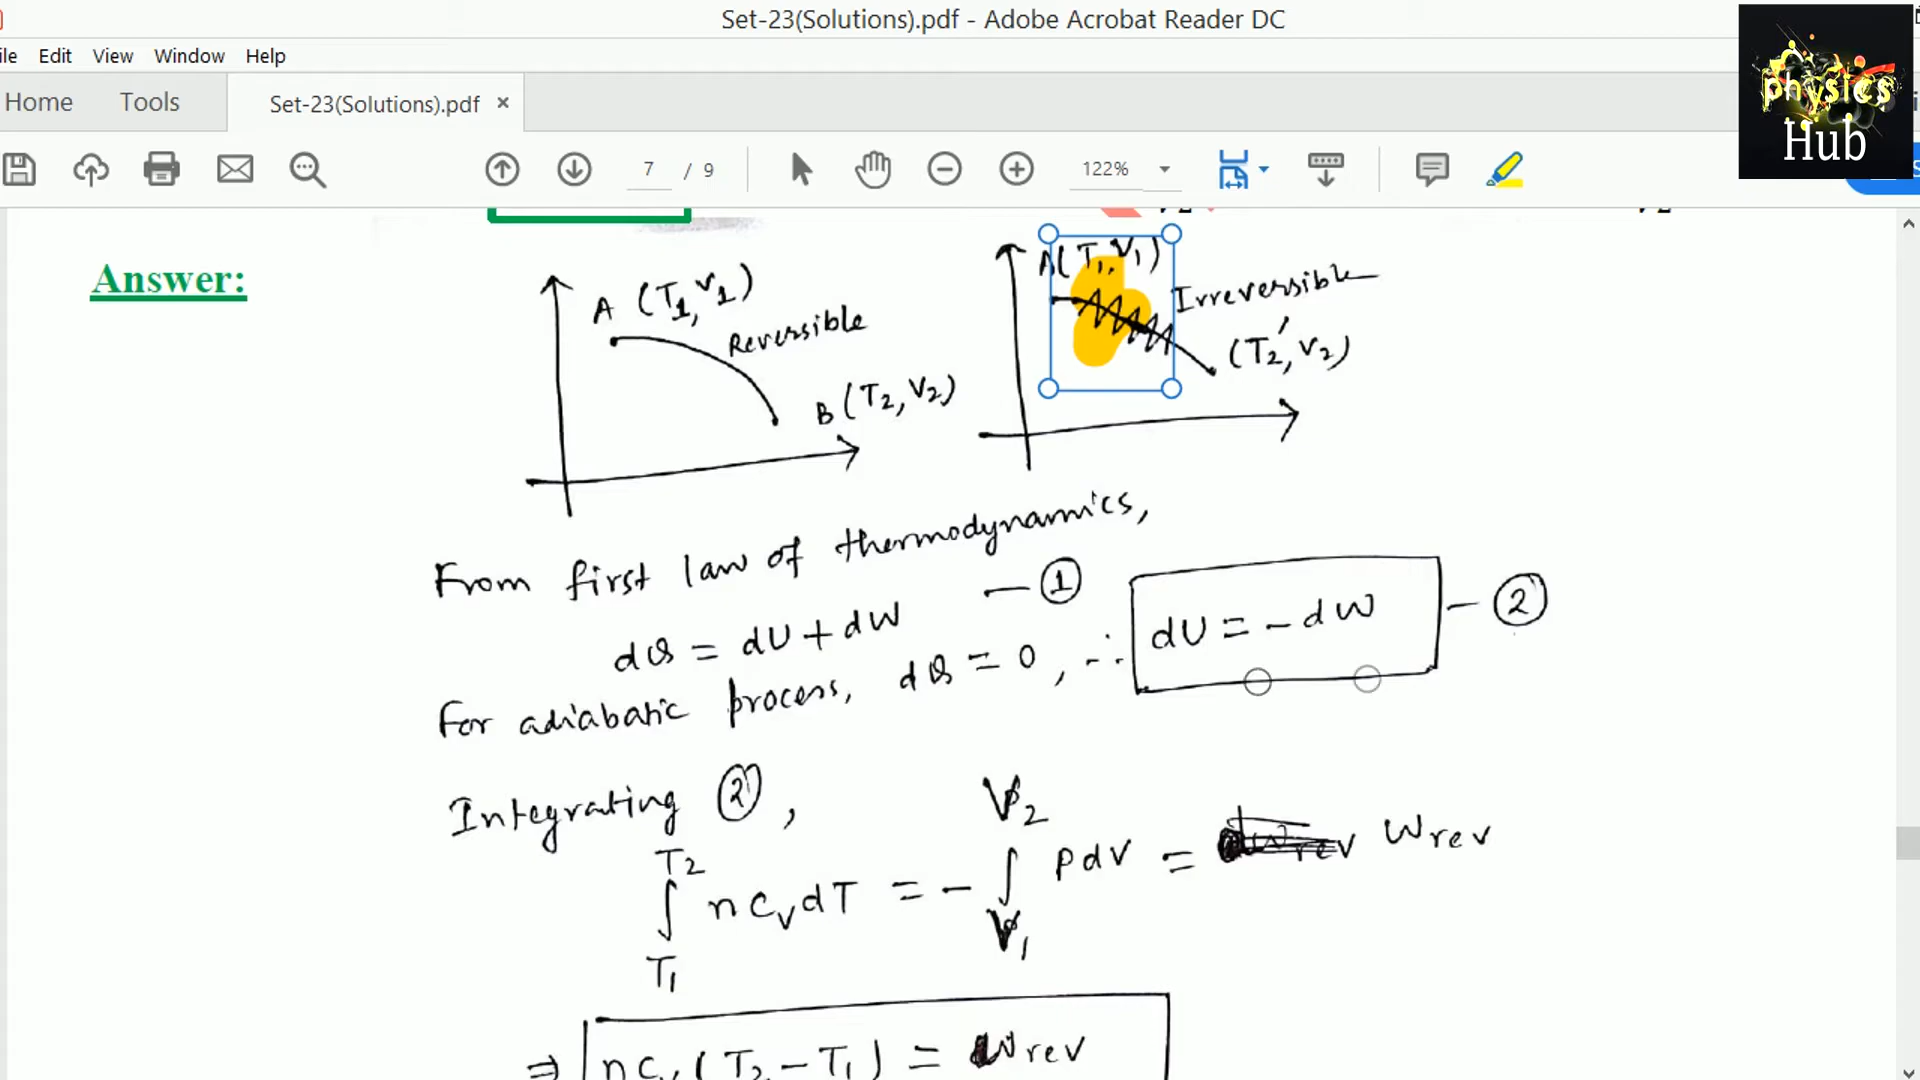 Set-23(Solutions).pdf - Adobe Acrobat Reader DC
ile Edit View Window Help
Home Tools Set-23(Solutions).pdf ×
7 / 9 122%
physics
Hub
Answer:
A (T1, V1)
Reversible
B (T2, V2)
A(T1, V1)
Irreversible
(T2', V2)
From first law of thermodynamics,
dQ = dU + dW — ①
For adiabatic process, dQ = 0, ∴ dU = - dW — ②
Integrating ②,
∫_{T1}^{T2} n Cv dT = - ∫_{V1}^{V2} PdV = Wrev
⇒ nCv (T2 - T1) = Wrev